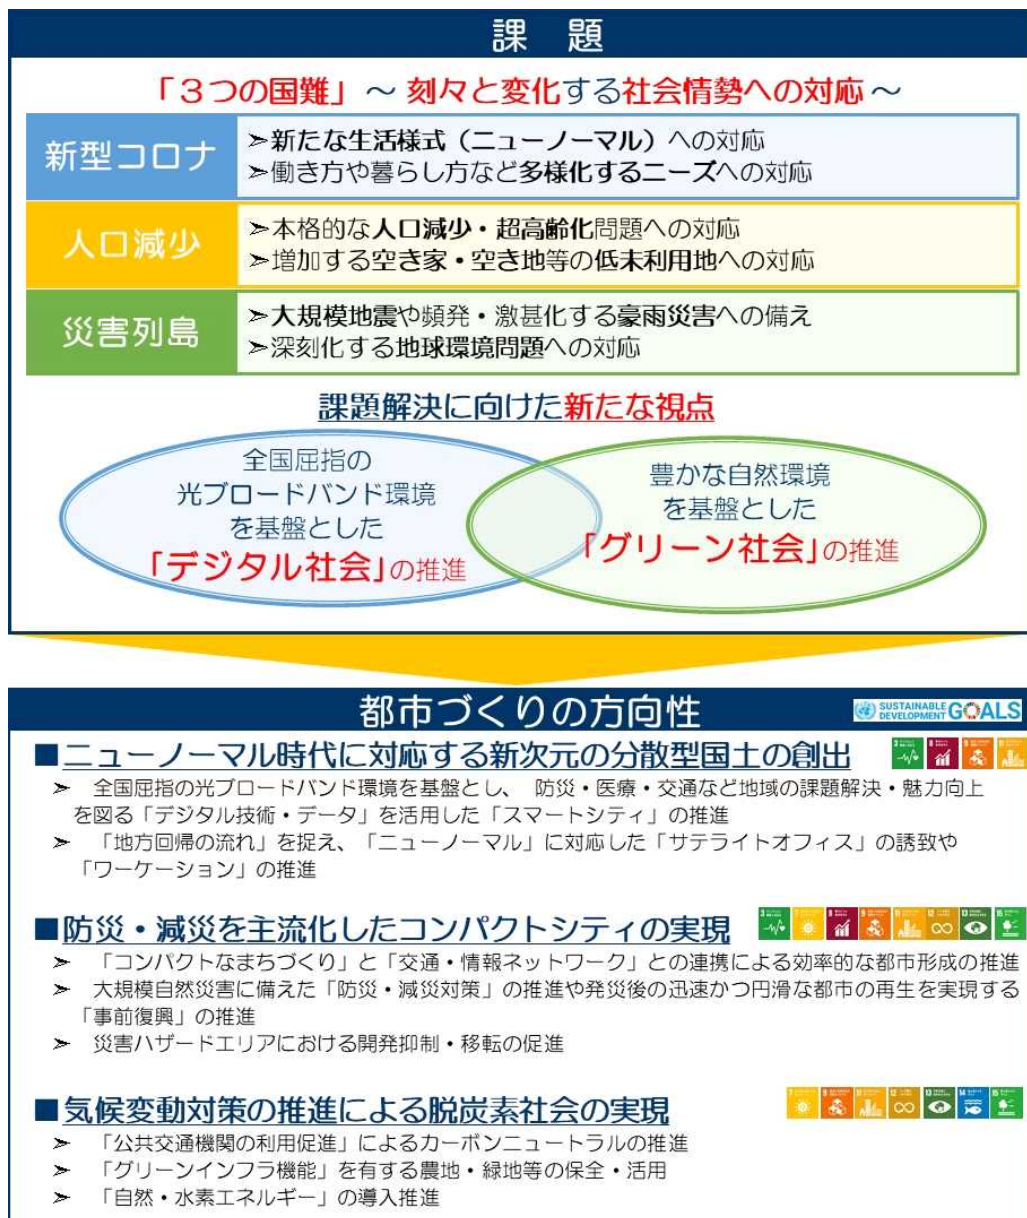 課 題
「３つの国難」～ 刻々と変化する社会情勢への対応～
新型コロナ
➢新たな生活様式（ニューノーマル）への対応
➢働き方や暮らし方など多様化するニーズへの対応
人口減少
➢本格的な人口減少・超高齢化問題への対応
➢増加する空き家・空き地等の低未利用地への対応
災害列島
➢大規模地震や頻発・激甚化する豪雨災害への備え
➢深刻化する地球環境問題への対応
課題解決に向けた新たな視点
全国屈指の
光ブロードバンド環境
を基盤とした
「デジタル社会」の推進
豊かな自然環境
を基盤とした
「グリーン社会」の推進
都市づくりの方向性
SUSTAINABLE
DEVELOPMENT GOALS
■ニューノーマル時代に対応する新次元の分散型国土の創出
➢ 全国屈指の光ブロードバンド環境を基盤とし、 防災・医療・交通など地域の課題解決・魅力向上
を図る「デジタル技術・データ」を活用した「スマートシティ」の推進
➢ 「地方回帰の流れ」を捉え、「ニューノーマル」に対応した「サテライトオフィス」の誘致や
「ワーケーション」の推進
■防災・減災を主流化したコンパクトシティの実現
➢ 「コンパクトなまちづくり」と「交通・情報ネットワーク」との連携による効率的な都市形成の推進
➢ 大規模自然災害に備えた「防災・減災対策」の推進や発災後の迅速かつ円滑な都市の再生を実現する
「事前復興」の推進
➢ 災害ハザードエリアにおける開発抑制・移転の促進
■気候変動対策の推進による脱炭素社会の実現
➢ 「公共交通機関の利用促進」によるカーボンニュートラルの推進
➢ 「グリーンインフラ機能」を有する農地・緑地等の保全・活用
➢ 「自然・水素エネルギー」の導入推進